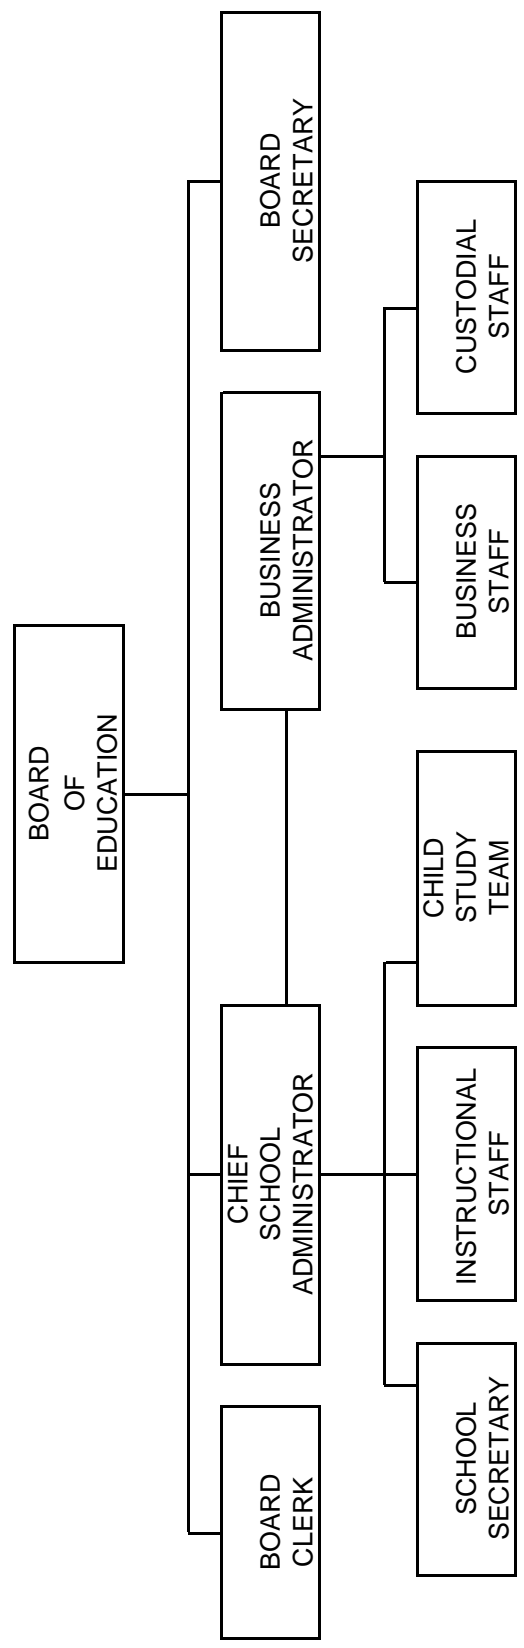 BOARD
OF
EDUCATION
BOARD
CLERK
CHIEF
SCHOOL
ADMINISTRATOR
BUSINESS
ADMINISTRATOR
BOARD
SECRETARY
SCHOOL
SECRETARY
INSTRUCTIONAL
STAFF
CHILD
STUDY
TEAM
BUSINESS
STAFF
CUSTODIAL
STAFF